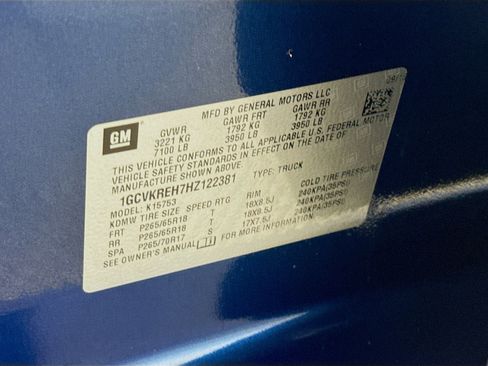 GM
MFD BY GENERAL MOTORS LLC
GVWR GAWR FRT GAWR RR
3221 KG 1792 KG 1792 KG
7100 LB 3950 LB 3950 LB
THIS VEHICLE CONFORMS TO ALL APPLICABLE U.S. FEDERAL MOTOR
VEHICLE SAFETY STANDARDS IN EFFECT ON THE DATE OF
MANUFACTURE SHOWN ABOVE.
1GCVKREH7HZ122381 TYPE: TRUCK
MODEL: K15753
KDMW TIRE SIZE SPEED RTG RIM COLD TIRE PRESSURE
FRT P265/65R18 T 18X8.5J 240KPA(35PSI)
RR P265/65R18 T 18X8.5J 240KPA(35PSI)
SPA P265/70R17 T 17X7.5J 240KPA(35PSI)
SEE OWNER'S MANUAL FOR MORE INFORMATION.